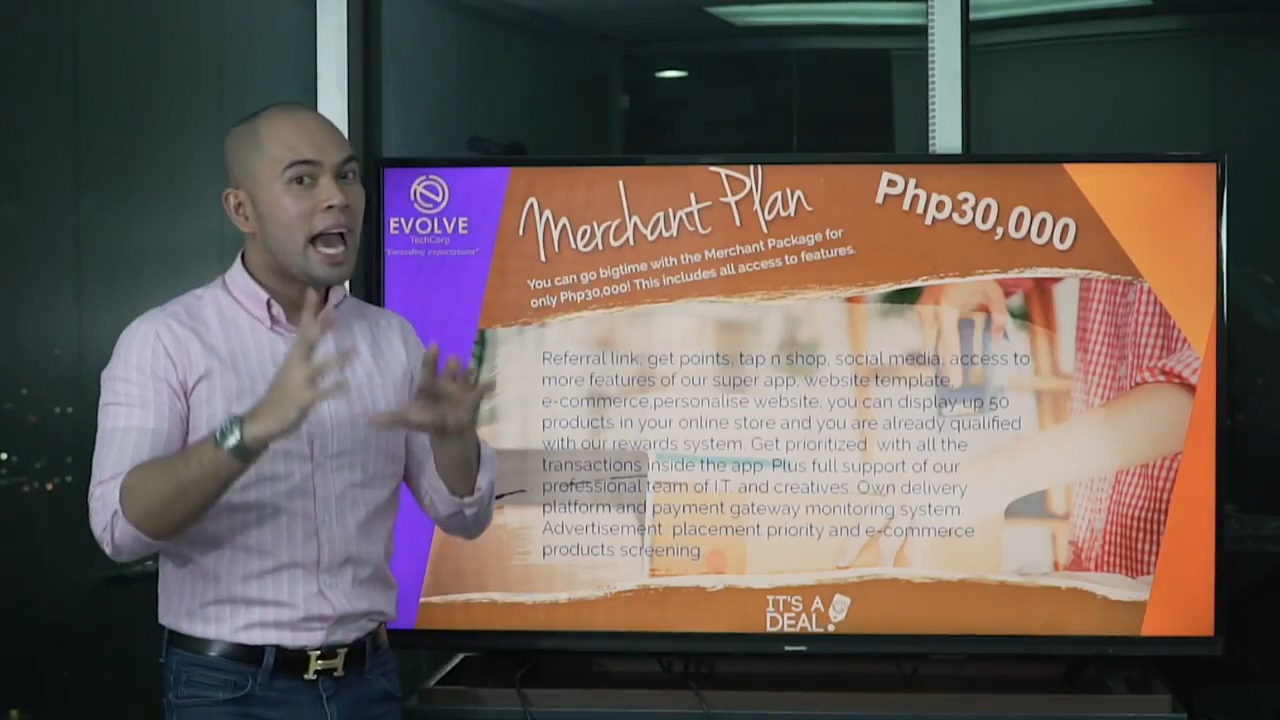 EVOLVE
TechCorp
"Exceeding expectations"
Merchant Plan
Php30,000
You can go bigtime with the Merchant Package for
only Php30,000! This includes all access to features.
Referral link, get points, tap n shop, social media, access to
more features of our super app, website template,
e-commerce,personalise website, you can display up 50
products in your online store and you are already qualified
with our rewards system. Get prioritized with all the
transactions inside the app. Plus full support of our
professional team of I.T. and creatives. Own delivery
platform and payment gateway monitoring system.
Advertisement placement priority and e-commerce
products screening.
IT'S A
DEAL!